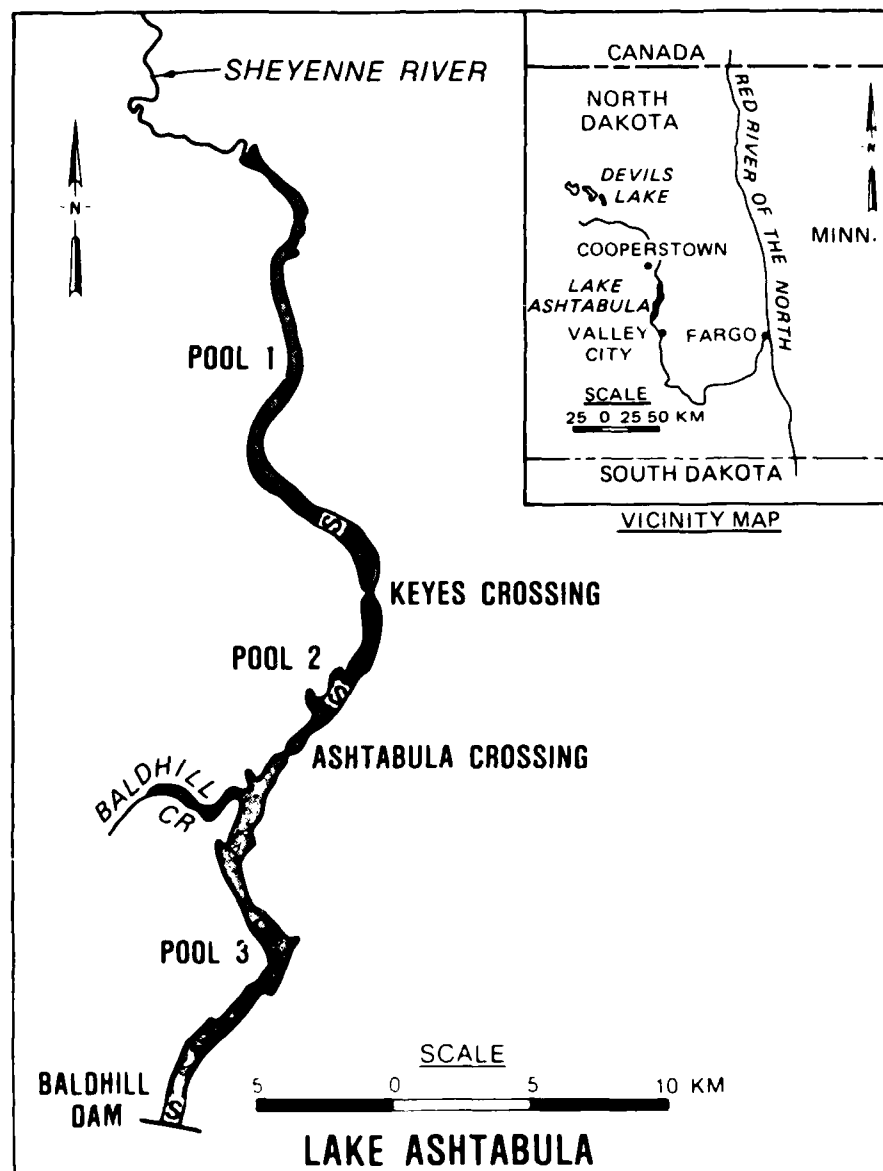 SHEYENNE RIVER
N
POOL 1
S
KEYES CROSSING
POOL 2
S
ASHTABULA CROSSING
BALDHILL
CR
POOL 3
S
BALDHILL
DAM
SCALE
5 0 5 10 KM
LAKE ASHTABULA
CANADA
NORTH
DAKOTA
RED RIVER OF THE NORTH
N
DEVILS
LAKE
MINN.
COOPERSTOWN
LAKE
ASHTABULA
VALLEY
CITY
FARGO
SCALE
25 0 25 50 KM
SOUTH DAKOTA
VICINITY MAP